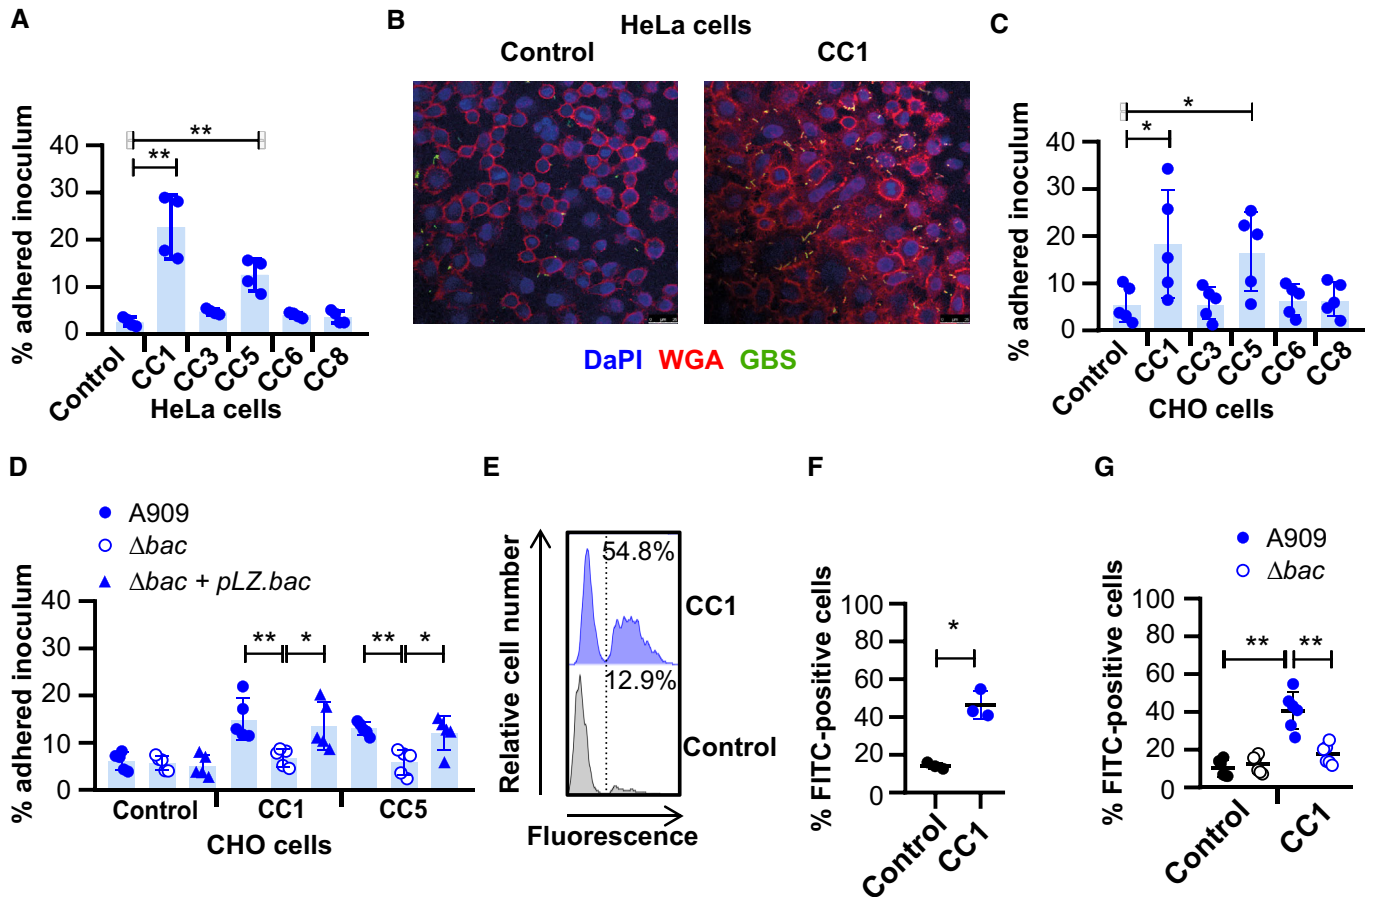 A
% adhered inoculum
40
30
20
10
0
**
**
Control
CC1
CC3
CC5
CC6
CC8
HeLa cells
B
HeLa cells
Control
CC1
DaPI WGA GBS
C
% adhered inoculum
40
30
20
10
0
*
*
Control
CC1
CC3
CC5
CC6
CC8
CHO cells
D
A909
Δbac
Δbac + pLZ.bac
% adhered inoculum
40
30
20
10
0
** * ** *
Control CC1 CC5
CHO cells
E
Relative cell number
54.8%
CC1
12.9%
Control
Fluorescence
F
% FITC-positive cells
100
80
60
40
20
0
*
Control
CC1
G
A909
Δbac
% FITC-positive cells
100
80
60
40
20
0
** **
Control
CC1